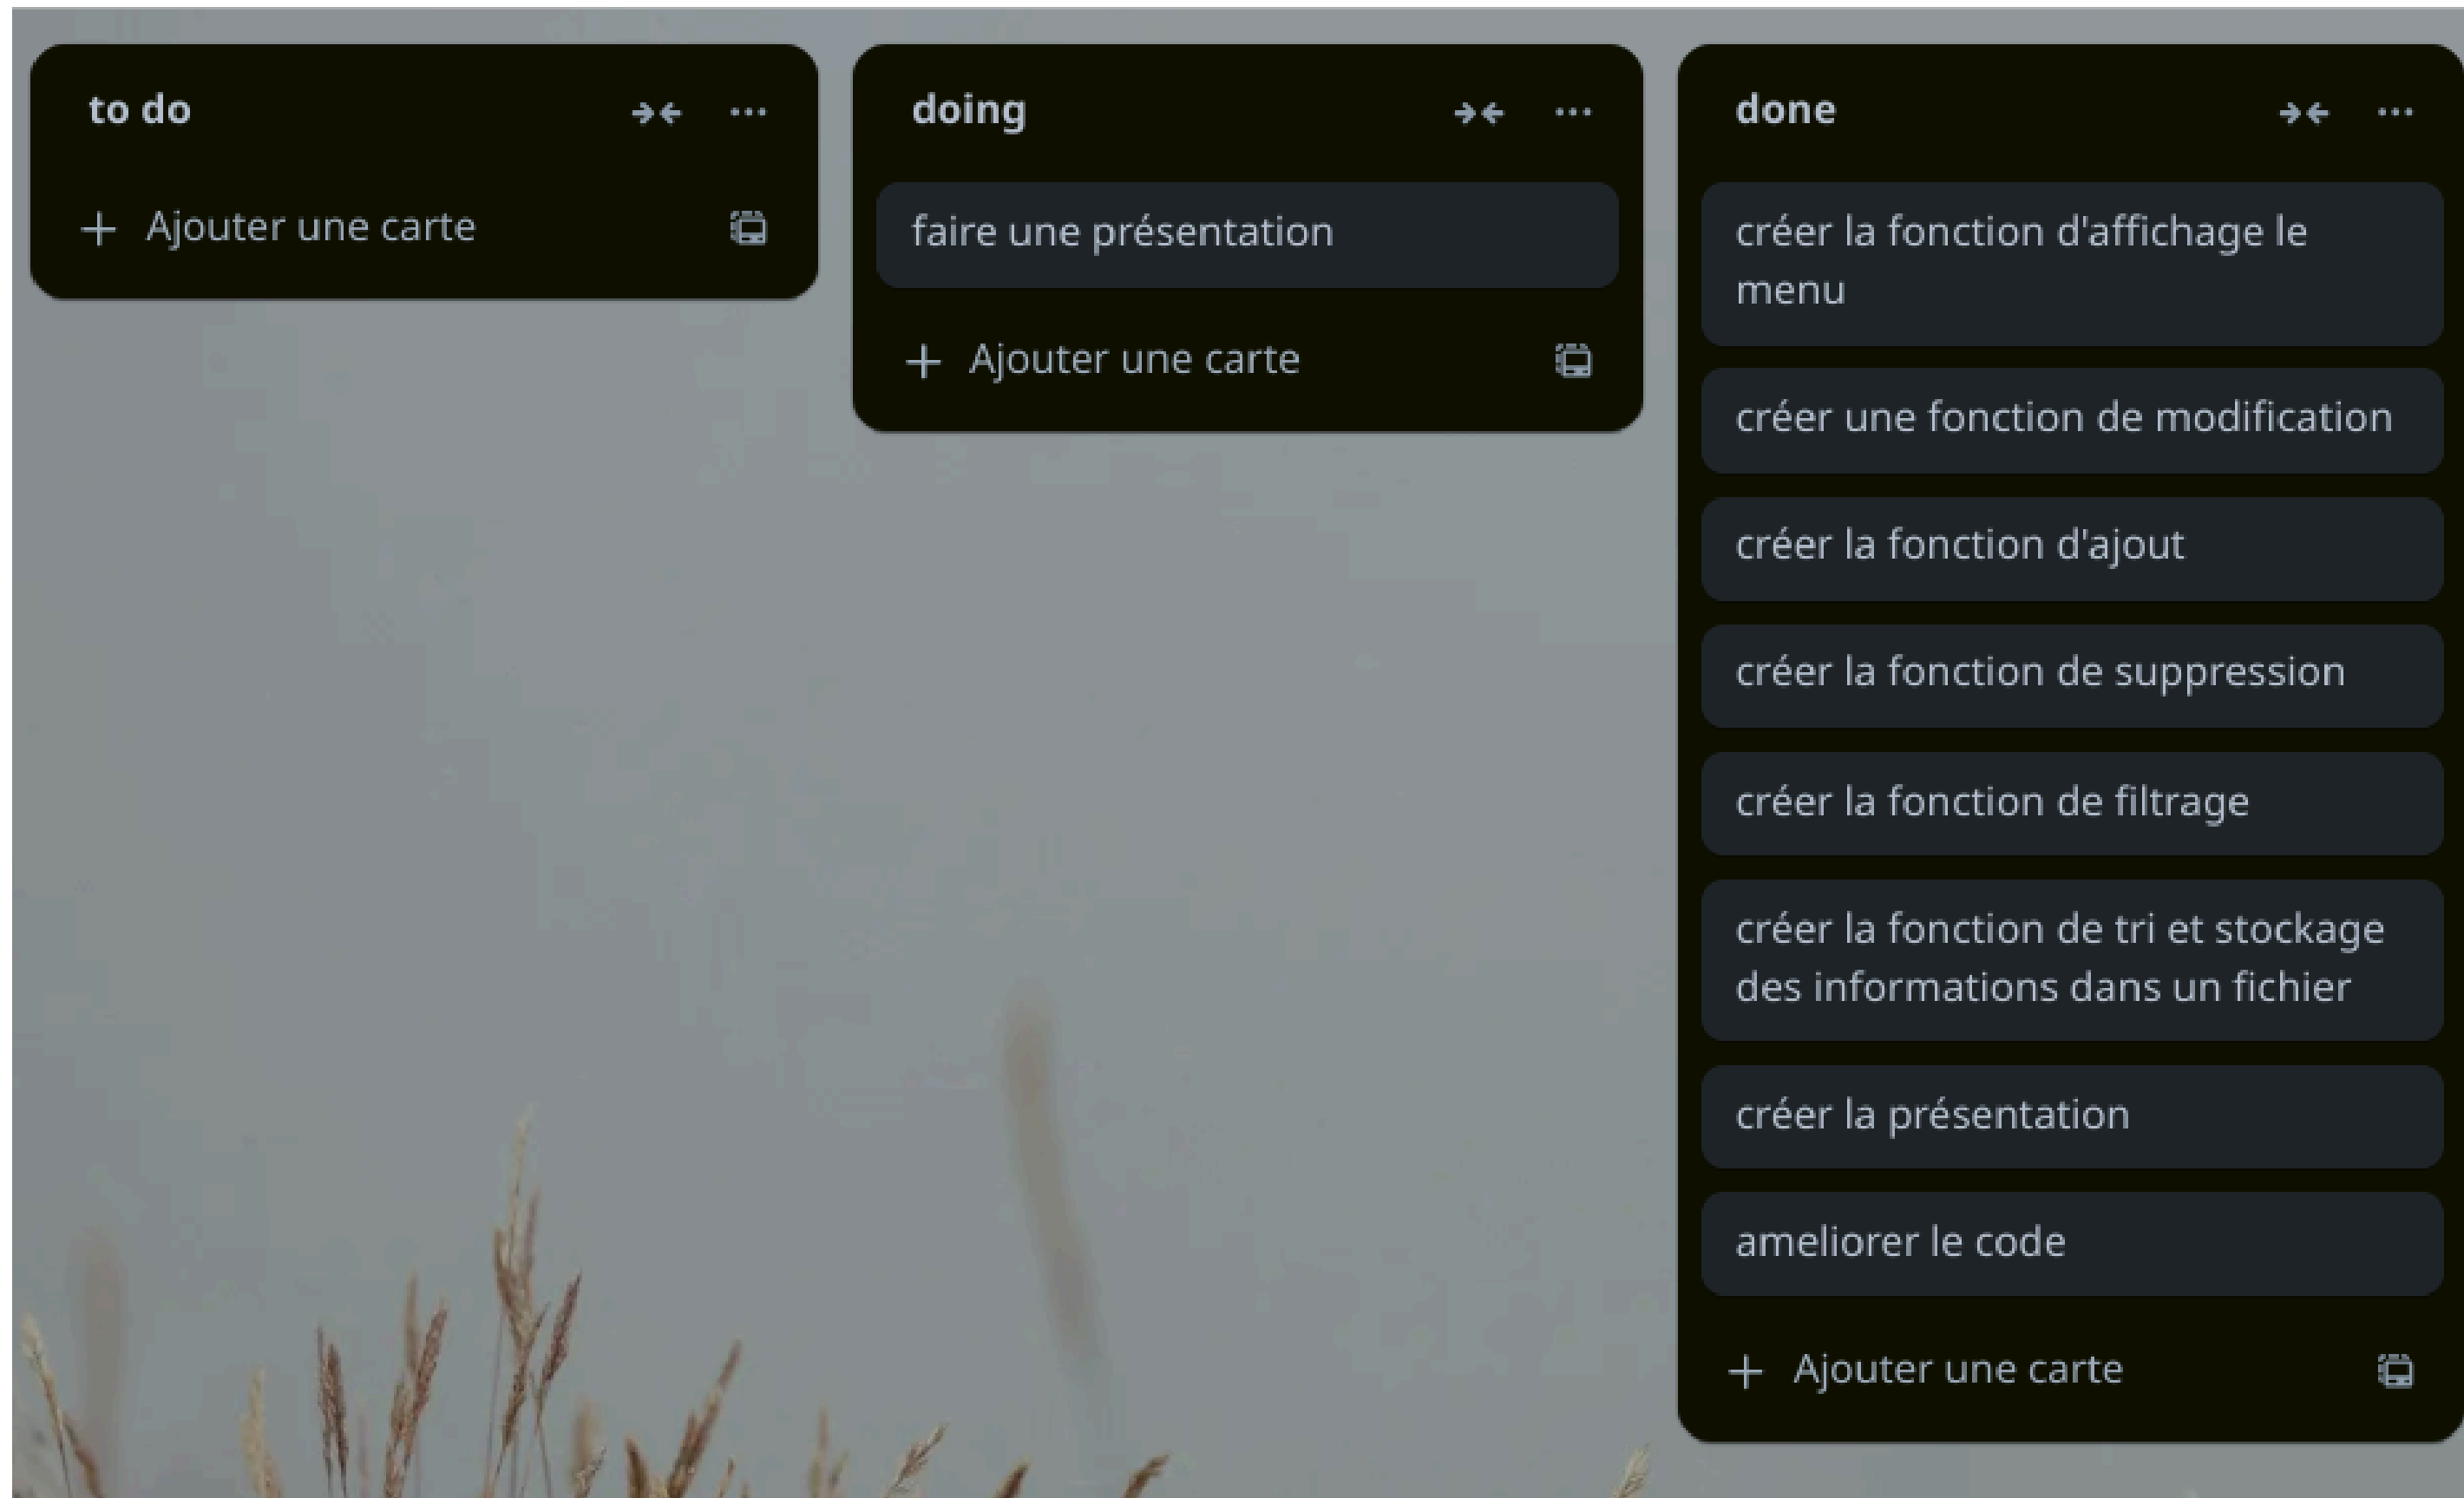 to do
Ajouter une carte
doing
faire une présentation
Ajouter une carte
done
créer la fonction d'affichage le
menu
créer une fonction de modification
créer la fonction d'ajout
créer la fonction de suppression
créer la fonction de filtrage
créer la fonction de tri et stockage
des informations dans un fichier
créer la présentation
ameliorer le code
Ajouter une carte